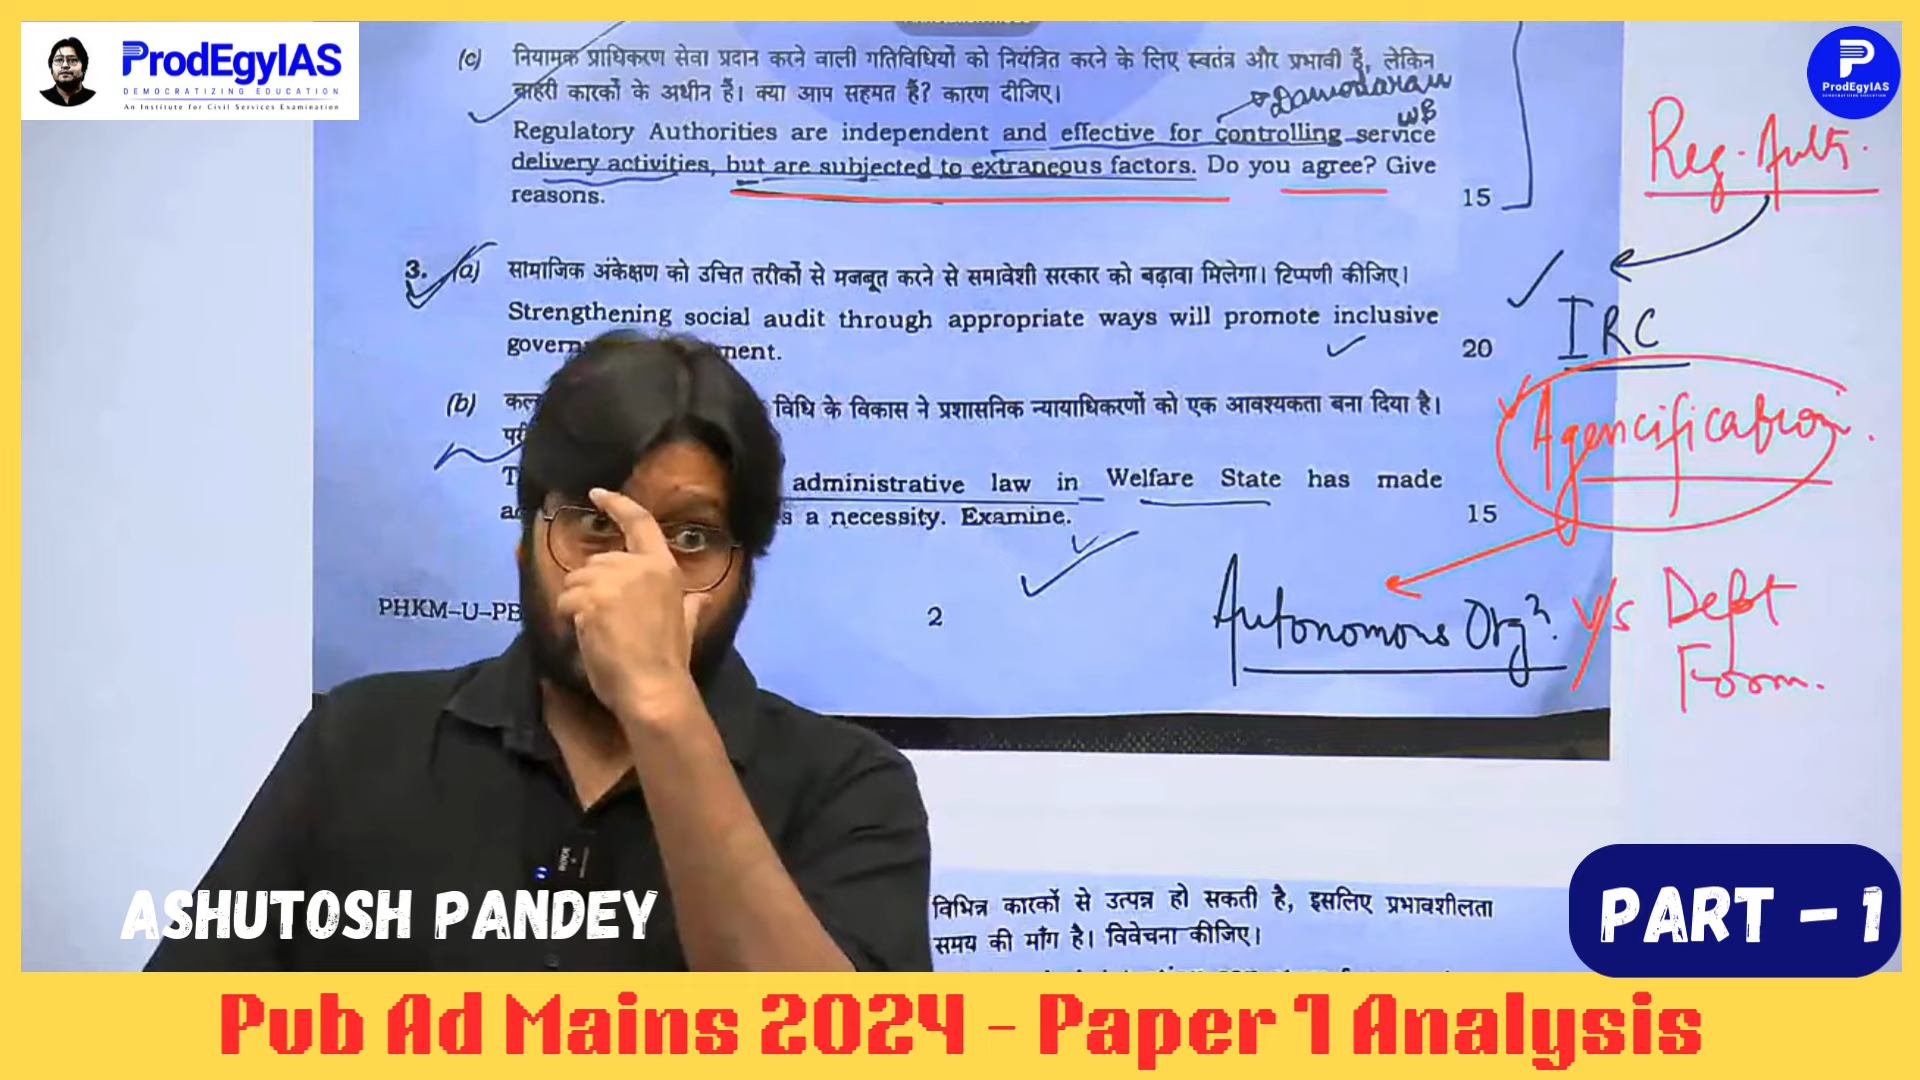 ProdEgyIAS
DEMOCRATIZING EDUCATION
An Institute for Civil Services Examination
ProdEgyIAS
(c) नियामक प्राधिकरण सेवा प्रदान करने वाली गतिविधियों को नियंत्रित करने के लिए स्वतंत्र और प्रभावी हैं, लेकिन
बाहरी कारकों के अधीन हैं। क्या आप सहमत हैं? कारण दीजिए।
Damodaran
WB
Regulatory Authorities are independent and effective for controlling service
delivery activities, but are subjected to extraneous factors. Do you agree? Give
reasons. 15
Reg. Auth.
3. (a) सामाजिक अंकेक्षण को उचित तरीकों से मजबूत करने से समावेशी सरकार को बढ़ावा मिलेगा। टिप्पणी कीजिए।
Strengthening social audit through appropriate ways will promote inclusive
20
IRC
(b) विधि के विकास ने प्रशासनिक न्यायाधिकरणों को एक आवश्यकता बना दिया है।
Agencification.
administrative law in Welfare State has made
a necessity. Examine. 15
Autonomous Orgn. v/s Dept
Form.
PHKM-U-PB
2
विभिन्न कारकों से उत्पन्न हो सकती है, इसलिए प्रभावशीलता
समय की माँग है। विवेचना कीजिए।
ASHUTOSH PANDEY
PART - 1
Pub Ad Mains 2024 - Paper 1 Analysis